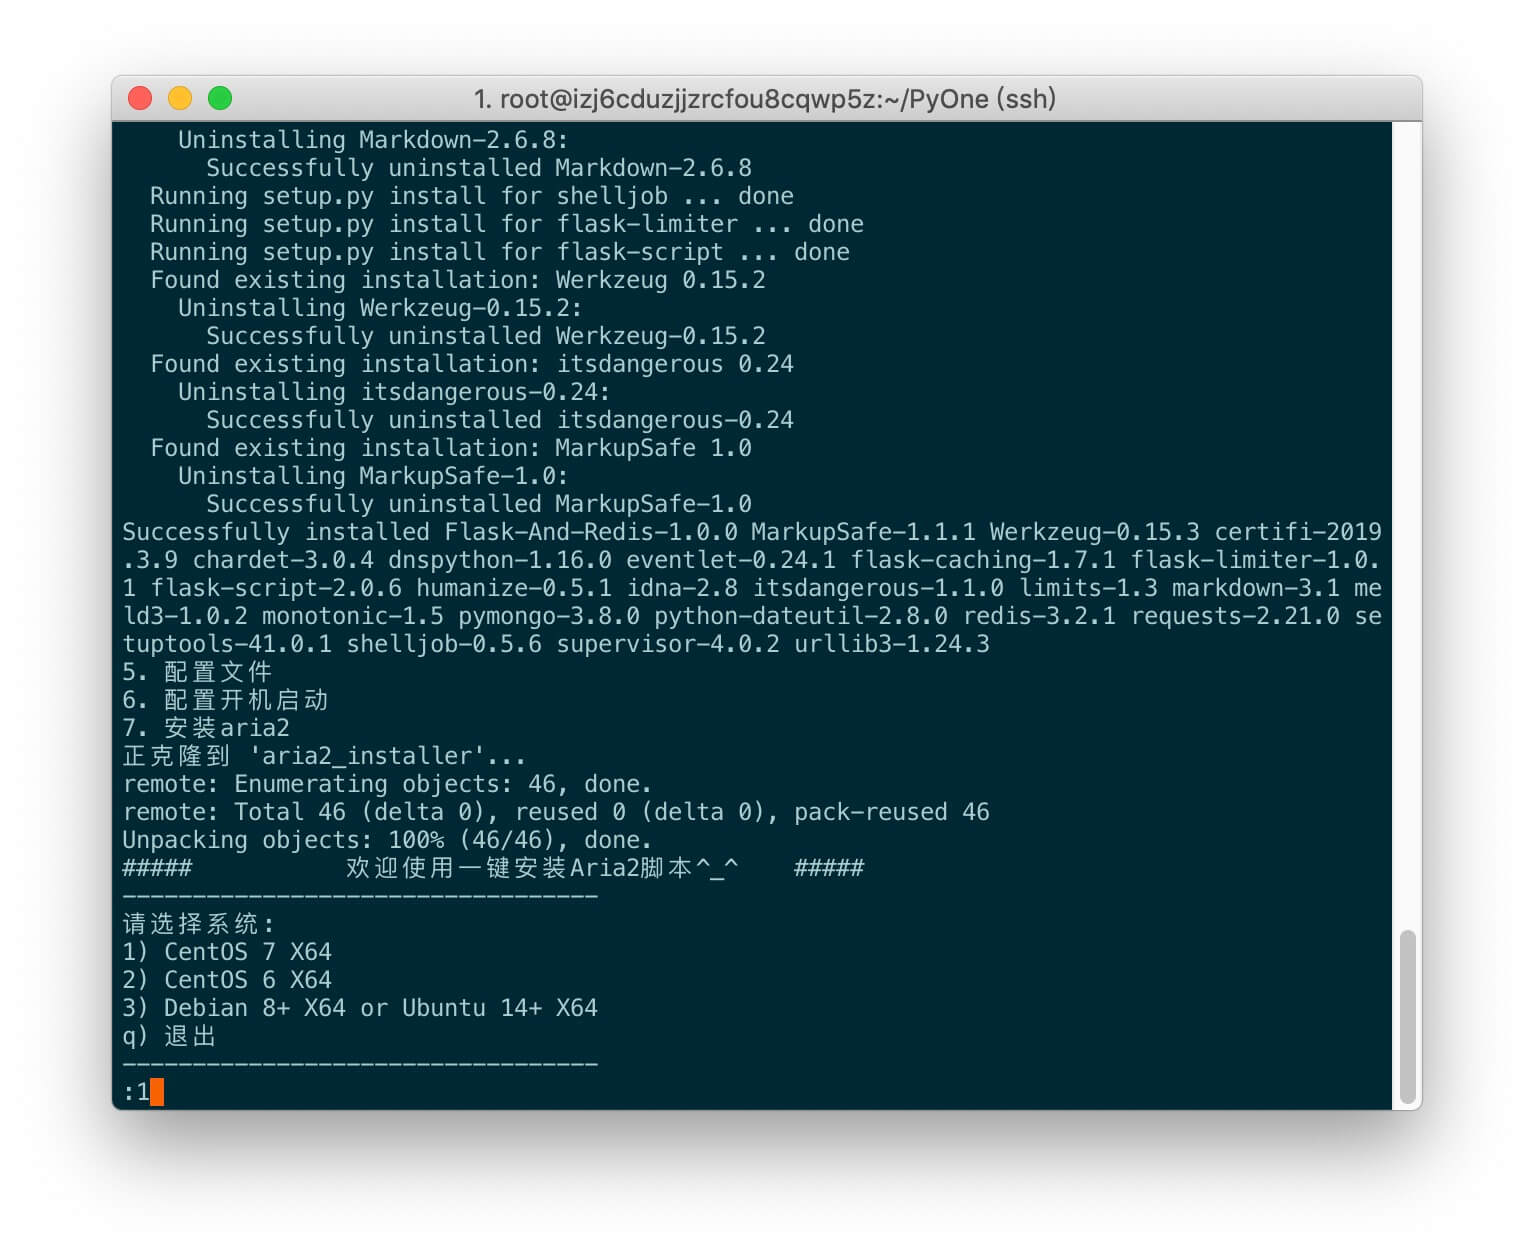 1. root@izj6cduzjjzrcfou8cqwp5z:~/PyOne (ssh)
Uninstalling Markdown-2.6.8:
Successfully uninstalled Markdown-2.6.8
Running setup.py install for shelljob ... done
Running setup.py install for flask-limiter ... done
Running setup.py install for flask-script ... done
Found existing installation: Werkzeug 0.15.2
Uninstalling Werkzeug-0.15.2:
Successfully uninstalled Werkzeug-0.15.2
Found existing installation: itsdangerous 0.24
Uninstalling itsdangerous-0.24:
Successfully uninstalled itsdangerous-0.24
Found existing installation: MarkupSafe 1.0
Uninstalling MarkupSafe-1.0:
Successfully uninstalled MarkupSafe-1.0
Successfully installed Flask-And-Redis-1.0.0 MarkupSafe-1.1.1 Werkzeug-0.15.3 certifi-2019
.3.9 chardet-3.0.4 dnspython-1.16.0 eventlet-0.24.1 flask-caching-1.7.1 flask-limiter-1.0.
1 flask-script-2.0.6 humanize-0.5.1 idna-2.8 itsdangerous-1.1.0 limits-1.3 markdown-3.1 me
ld3-1.0.2 monotonic-1.5 pymongo-3.8.0 python-dateutil-2.8.0 redis-3.2.1 requests-2.21.0 se
tuptools-41.0.1 shelljob-0.5.6 supervisor-4.0.2 urllib3-1.24.3
5. 配置文件
6. 配置开机启动
7. 安装aria2
正克隆到 'aria2_installer'...
remote: Enumerating objects: 46, done.
remote: Total 46 (delta 0), reused 0 (delta 0), pack-reused 46
Unpacking objects: 100% (46/46), done.
##### 欢迎使用一键安装Aria2脚本^_^ #####
----------------------------------
请选择系统:
1) CentOS 7 X64
2) CentOS 6 X64
3) Debian 8+ X64 or Ubuntu 14+ X64
q) 退出
----------------------------------
:1